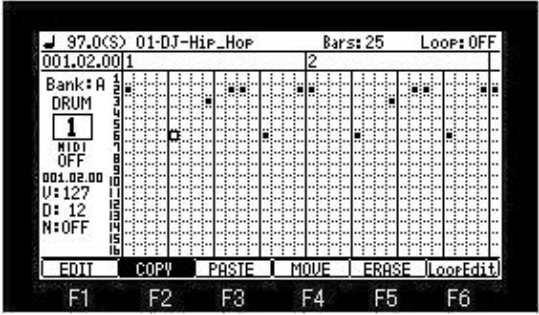 ♩ 97.0(S) 01-DJ-Hip_Hop Bars:25 Loop:OFF
001.02.00 1 2
Bank:A
DRUM
1
MIDI
OFF
001.02.00
V:127
D: 12
N:OFF
1
2
3
4
5
6
7
8
9
10
11
12
13
14
15
16
EDIT COPY PASTE MOVE ERASE LoopEdit
F1 F2 F3 F4 F5 F6